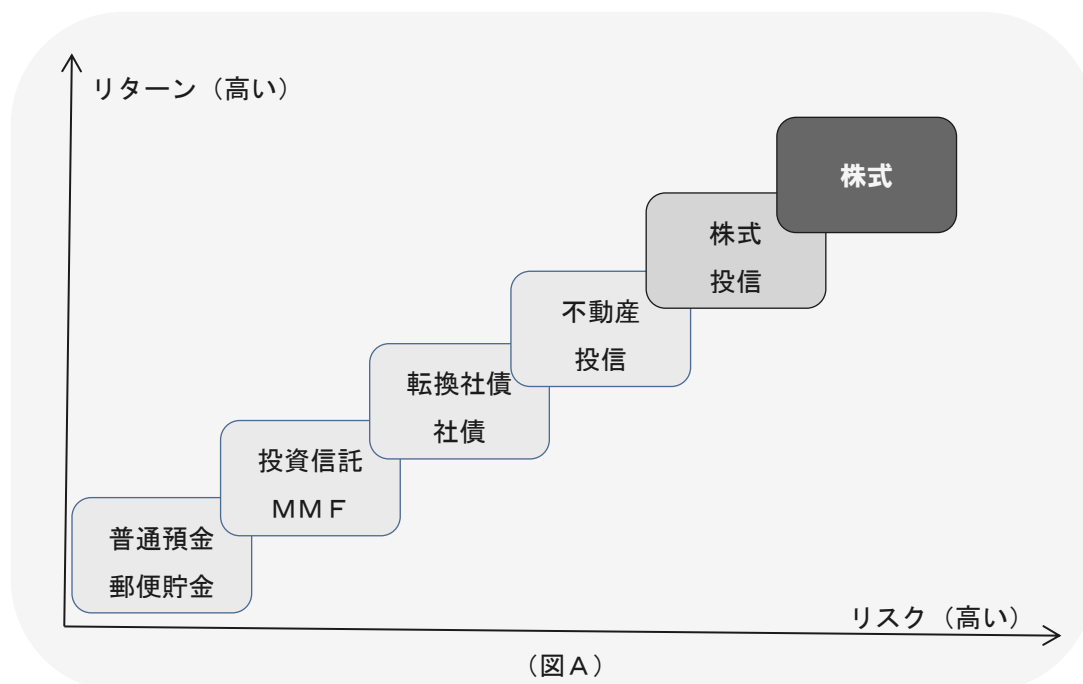 リターン（高い）
株式
株式
投信
不動産
投信
転換社債
社債
投資信託
ＭＭＦ
普通預金
郵便貯金
リスク（高い）
（図Ａ）